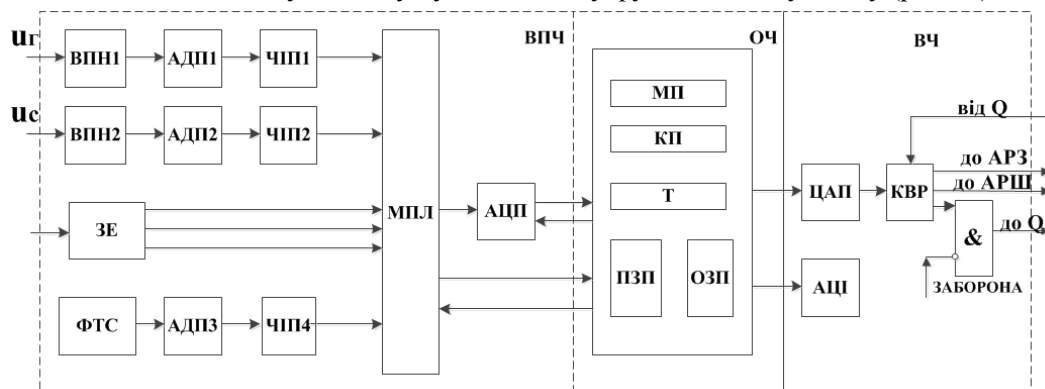 uг ВПН1 АДП1 ЧІП1 ВПЧ ОЧ ВЧ
МП
від Q
uс ВПН2 АДП2 ЧІП2 КП
до АРЗ
ЗЕ МПЛ АЦП Т ЦАП КВР до АРШ
& до Q
ПЗП ОЗП АЦІ ЗАБОРОНА
ФТС АДП3 ЧІП4